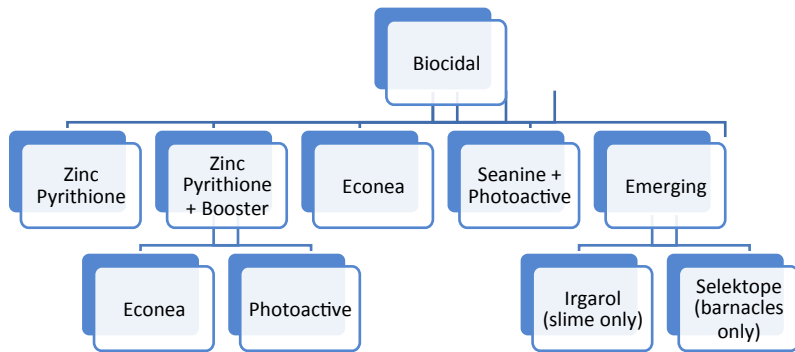 Biocidal
Zinc
Pyrithione
Zinc
Pyrithione
+ Booster
Econea
Seanine +
Photoactive
Emerging
Econea
Photoactive
Irgarol
(slime only)
Selektope
(barnacles
only)